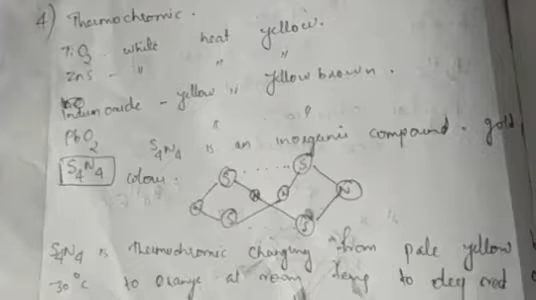 4) Thermochromic.
TiO2 - white heat yellow.
ZnS - " " "
Indium oxide - yellow " yellow brown.
PbO2 " "
S4N4 is an inorganic compound. gold
S4N4 colour.
S S
N N N N
S S
S4N4 is Thermochromic changing from pale yellow
-30°C to orange at room temp to deep red